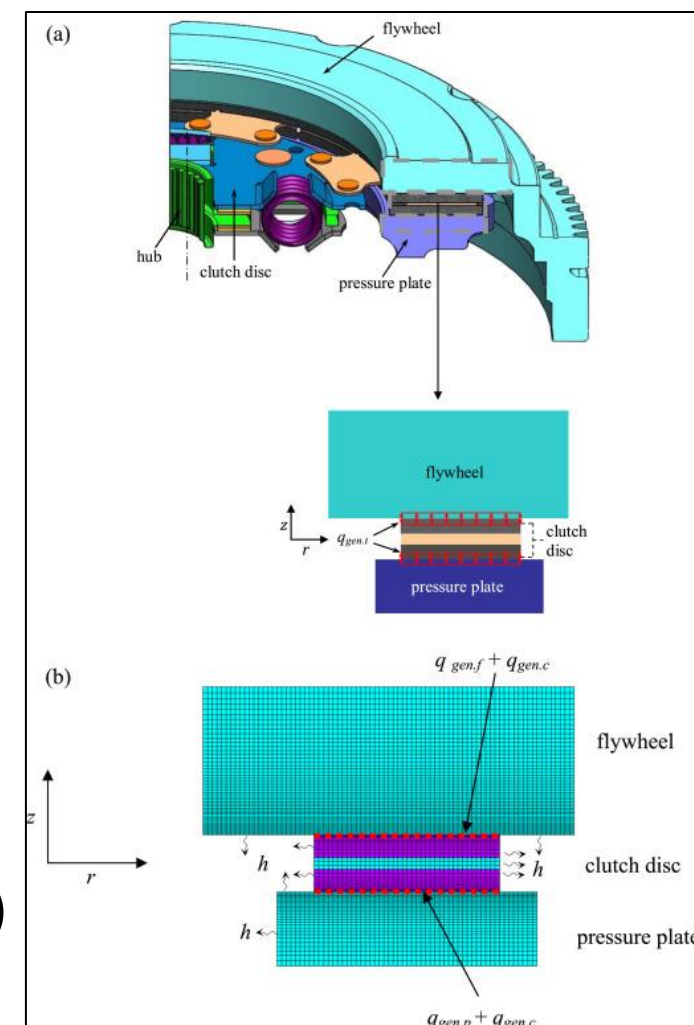 (a)
flywheel
hub
clutch disc
pressure plate
flywheel
z
r
q gen.t
clutch
disc
pressure plate
(b)
q gen.f + q gen.c
flywheel
z
r
h
h
clutch disc
h
pressure plate
q gen.p + q gen.c
)